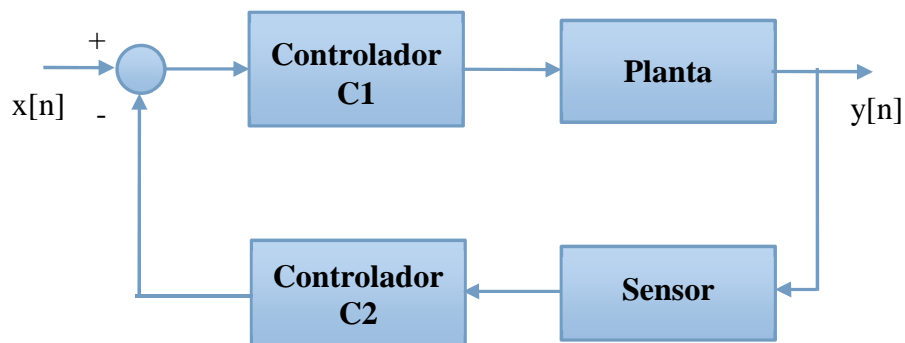 +
Controlador
C1
Planta
x[n]
-
y[n]
Controlador
C2
Sensor